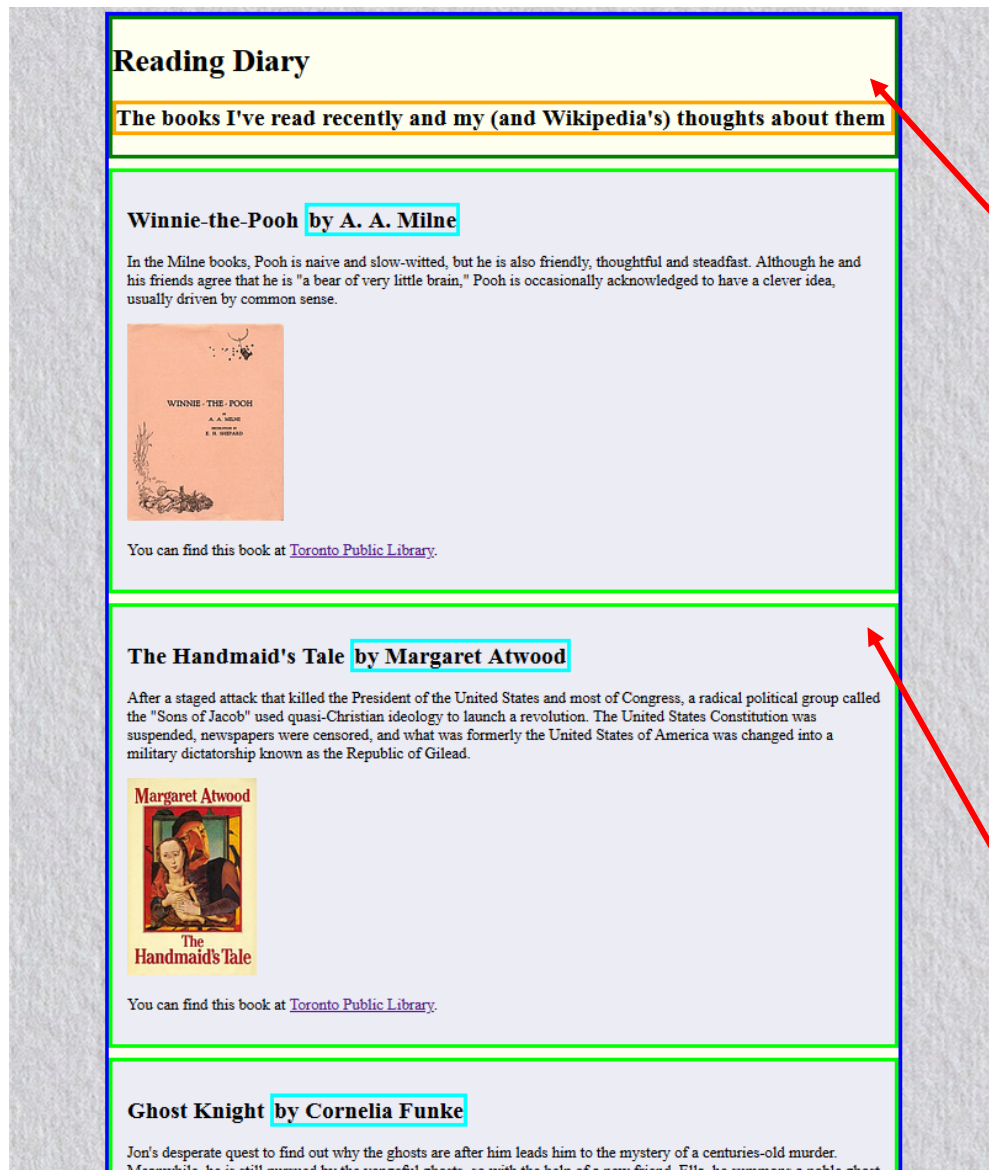 Reading Diary
The books I've read recently and my (and Wikipedia's) thoughts about them
Winnie-the-Pooh by A. A. Milne
In the Milne books, Pooh is naive and slow-witted, but he is also friendly, thoughtful and steadfast. Although he and
his friends agree that he is "a bear of very little brain," Pooh is occasionally acknowledged to have a clever idea,
usually driven by common sense.
WINNIE-THE-POOH
A. A. MILNE
E. H. SHEPARD
You can find this book at Toronto Public Library.
The Handmaid's Tale by Margaret Atwood
After a staged attack that killed the President of the United States and most of Congress, a radical political group called
the "Sons of Jacob" used quasi-Christian ideology to launch a revolution. The United States Constitution was
suspended, newspapers were censored, and what was formerly the United States of America was changed into a
military dictatorship known as the Republic of Gilead.
Margaret Atwood
The
Handmaid's Tale
You can find this book at Toronto Public Library.
Ghost Knight by Cornelia Funke
Jon's desperate quest to find out why the ghosts are after him leads him to the mystery of a centuries-old murder.